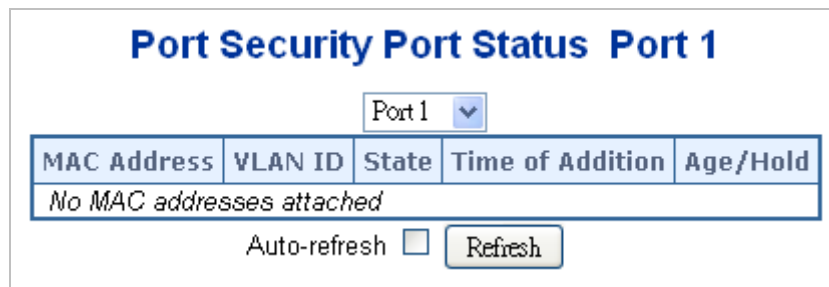 Port Security Port Status Port 1
Port 1
MAC Address VLAN ID State Time of Addition Age/Hold
No MAC addresses attached
Auto-refresh Refresh